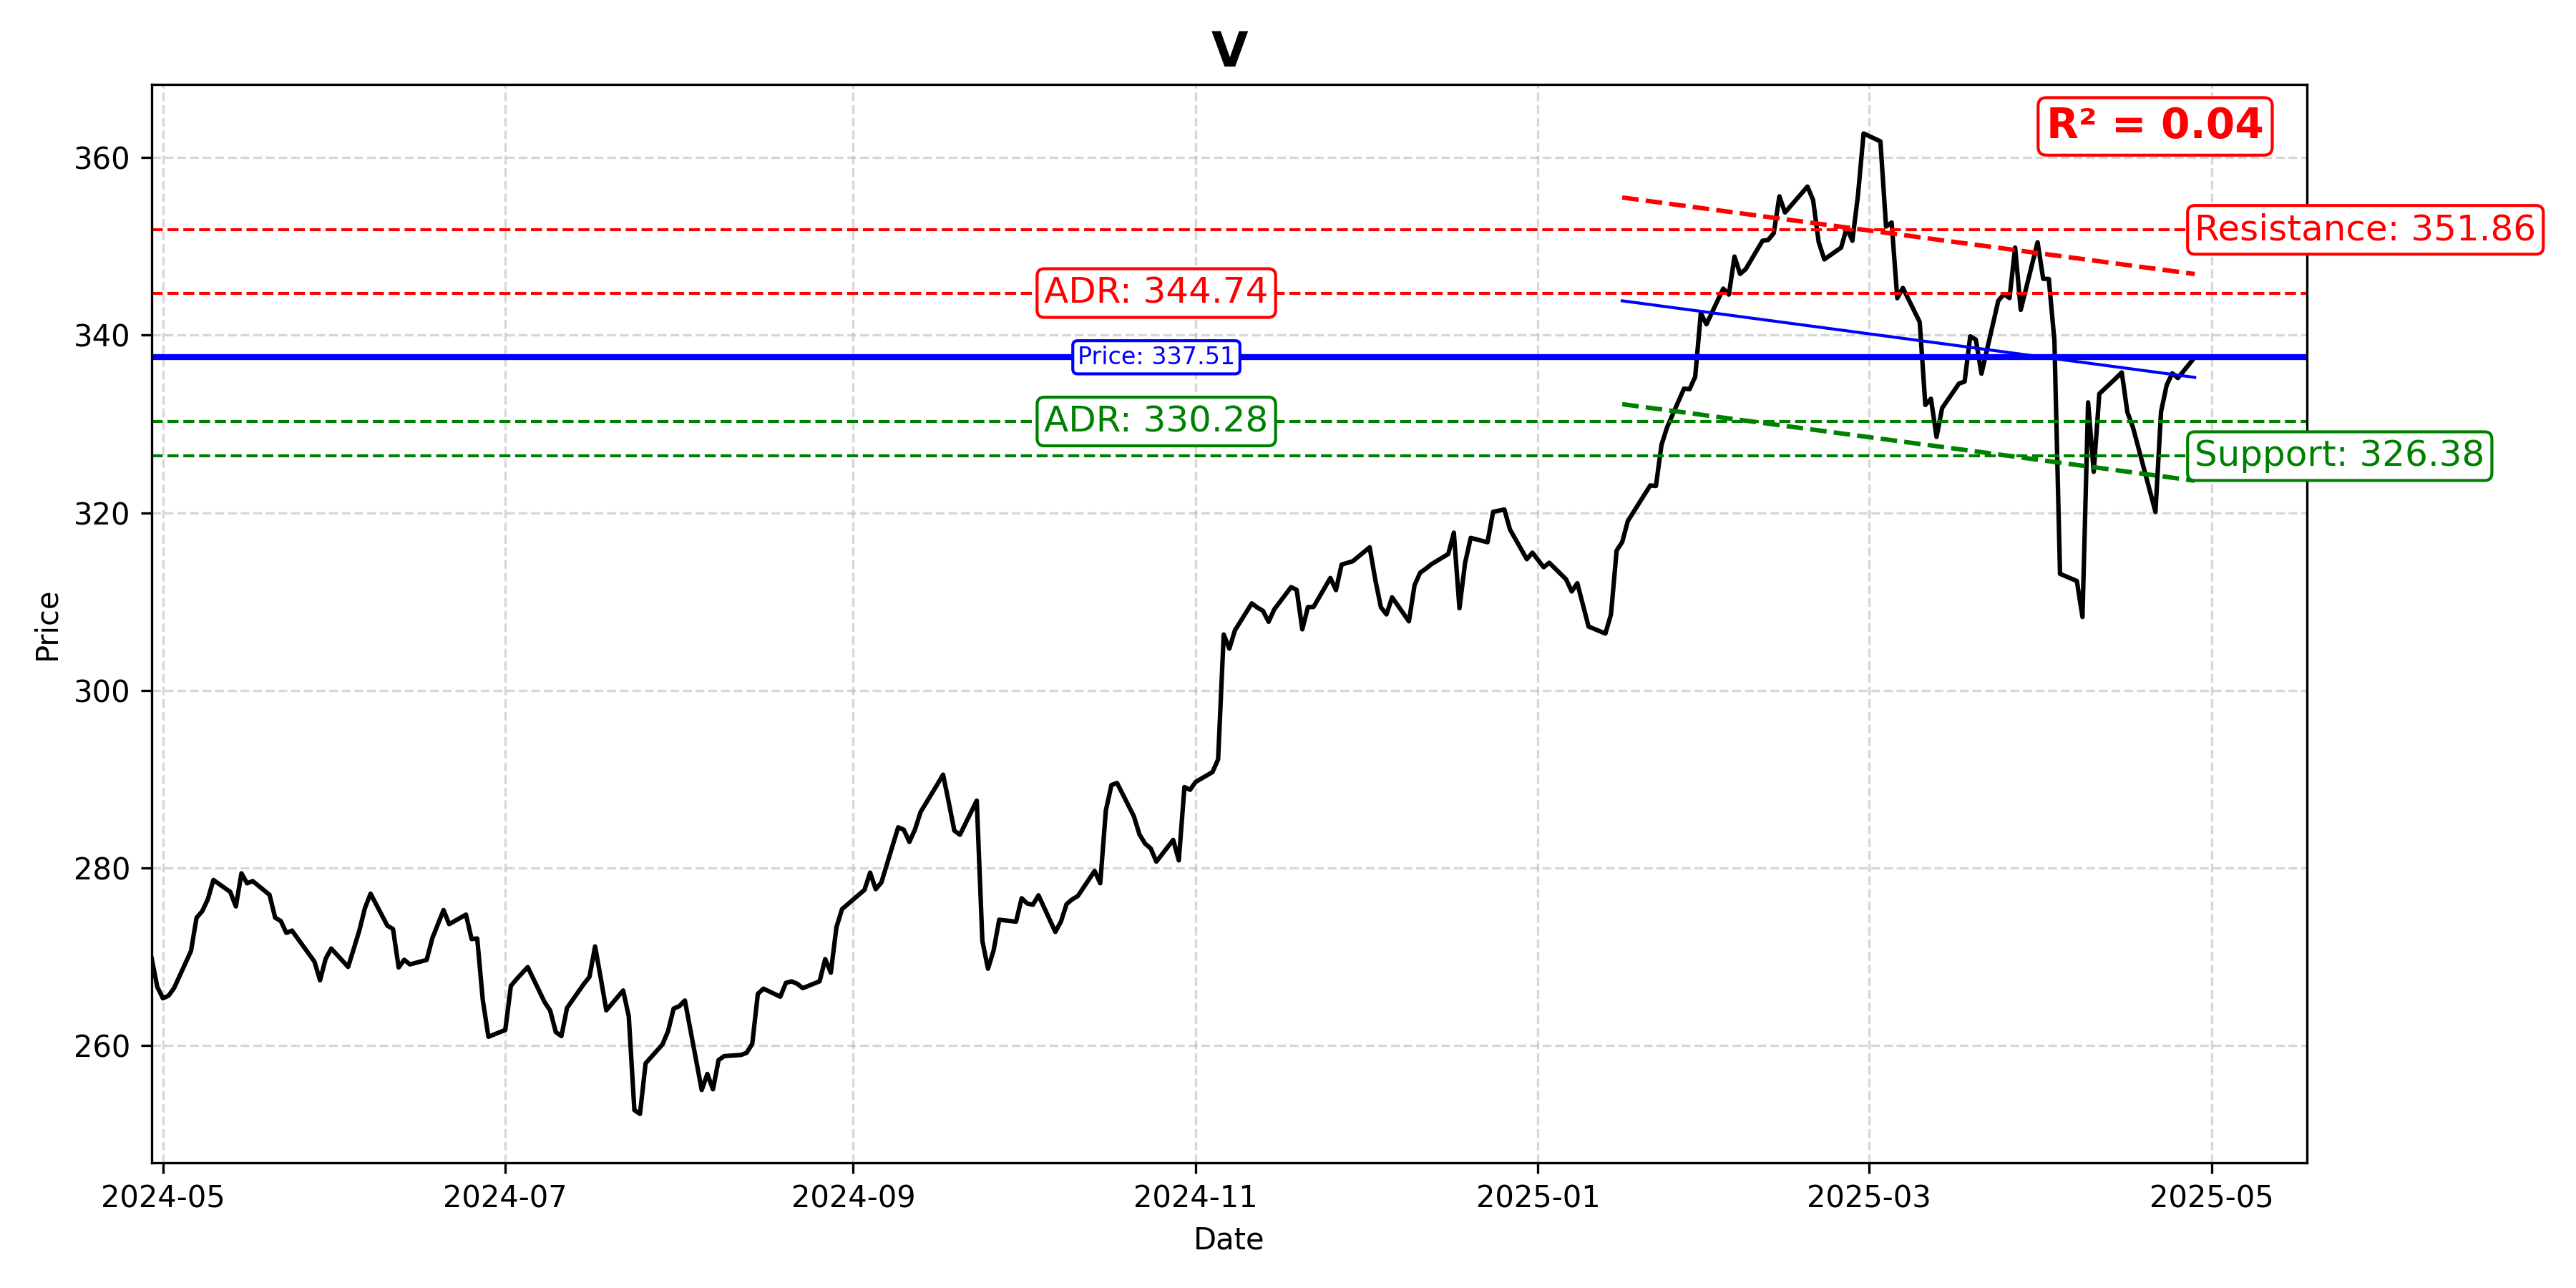 V
R² = 0.04
360
Resistance: 351.86
ADR: 344.74
340
Price: 337.51
ADR: 330.28
Support: 326.38
320
Price
300
280
260
2024-05 2024-07 2024-09 2024-11 2025-01 2025-03 2025-05
Date